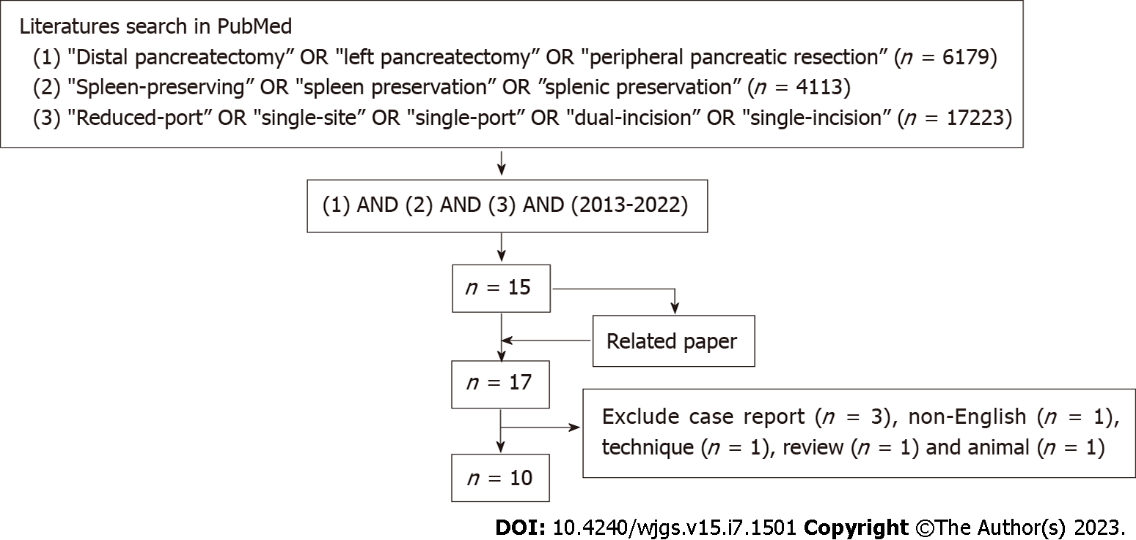 Literatures search in PubMed
(1) "Distal pancreatectomy” OR "left pancreatectomy” OR "peripheral pancreatic resection” (n = 6179)
(2) "Spleen-preserving” OR "spleen preservation” OR ”splenic preservation” (n = 4113)
(3) "Reduced-port” OR "single-site” OR "single-port” OR ”dual-incision” OR ”single-incision” (n = 17223)
(1) AND (2) AND (3) AND (2013-2022)
n = 15
Related paper
n = 17
Exclude case report (n = 3), non-English (n = 1),
technique (n = 1), review (n = 1) and animal (n = 1)
n = 10
DOI: 10.4240/wjgs.v15.i7.1501 Copyright ©The Author(s) 2023.